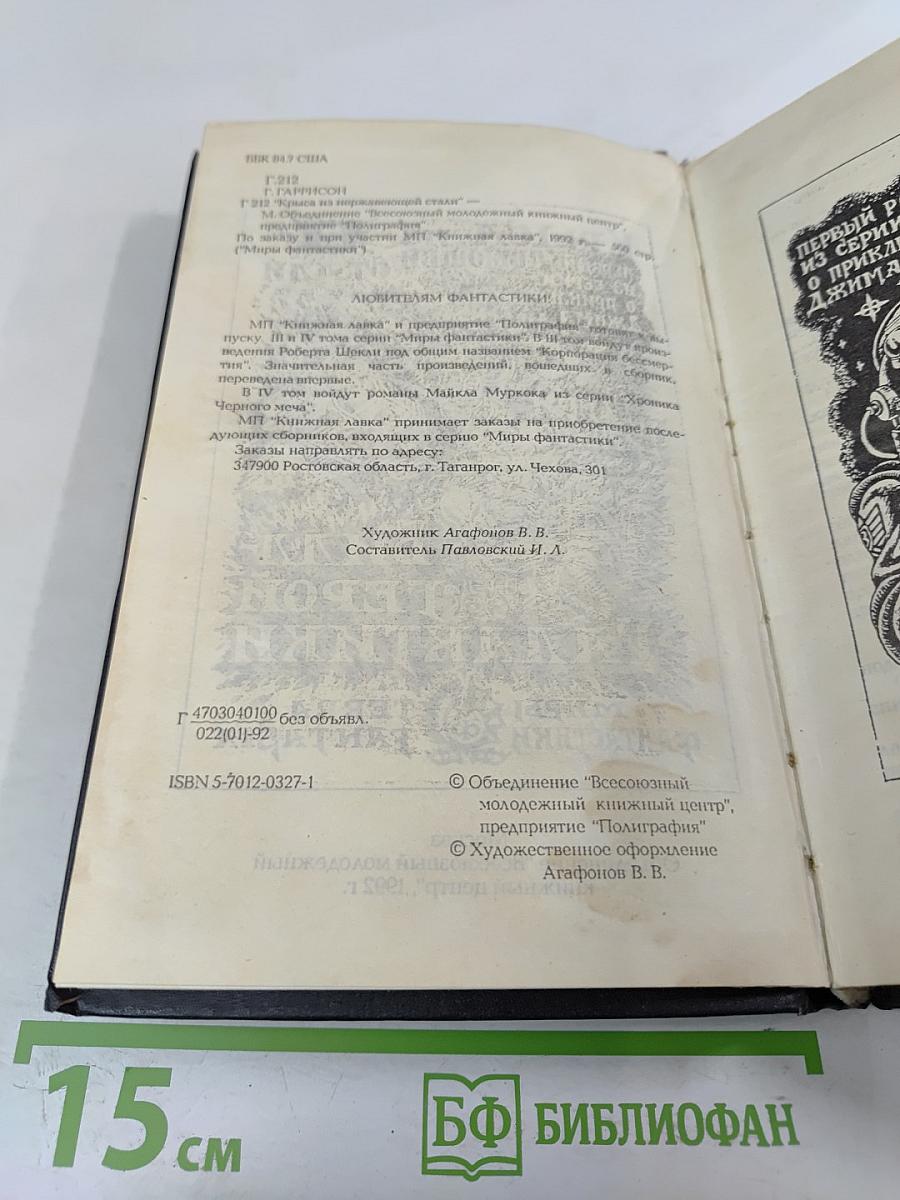 ББК 84.7 США
Г.212
Г. ГАРРИСОН
Г 212 "Крыса из нержавеющей стали" —
М. Объединение "Всесоюзный молодежный книжный центр",
предприятие "Полиграфия".
По заказу и при участии МП "Книжная лавка", 1992 г.— 560 стр.
("Миры фантастики")
ЛЮБИТЕЛЯМ ФАНТАСТИКИ!
МП "Книжная лавка" и предприятие "Полиграфия" готовят к вы-
пуску III и IV тома серии "Миры фантастики". В III том войдут произ-
ведения Роберта Шекли под общим названием "Корпорация бессмер-
тия". Значительная часть произведений, вошедших в сборник,
переведена впервые.
В IV том войдут романы Майкла Муркока из серии "Хроника
Черного меча".
МП "Книжная лавка" принимает заказы на приобретение после-
дующих сборников, входящих в серию "Миры фантастики".
Заказы направлять по адресу:
347900 Ростовская область, г. Таганрог, ул. Чехова, 301
Художник Агафонов В. В.
Составитель Павловский И. Л.
Г 4703040100 без объявл.
022(01)-92
ISBN 5-7012-0327-1
© Объединение "Всесоюзный
молодежный книжный центр",
предприятие "Полиграфия"
© Художественное оформление
Агафонов В. В.
ПЕРВЫЙ
ИЗ СЕРИИ
О
15 см
БФ БИБЛИОФАН